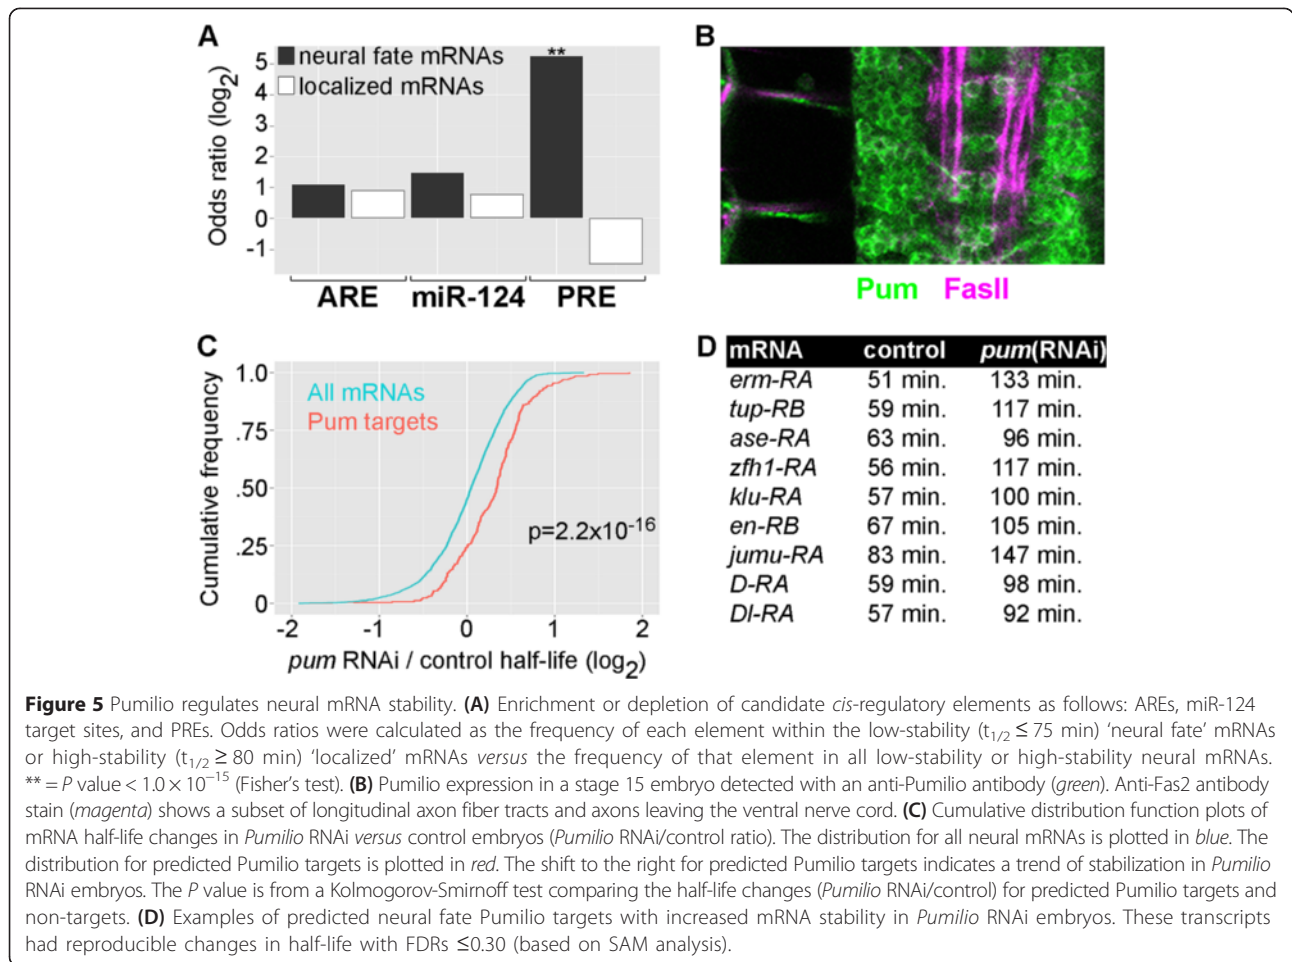 A
neural fate mRNAs
localized mRNAs
**
5
4
3
2
1
0
-1
Odds ratio (log2)
ARE miR-124 PRE
B
Pum FasII
C
All mRNAs
Pum targets
1.0
.75
.50
.25
0
p=2.2x10-16
Cumulative frequency
-2 -1 0 1 2
pum RNAi / control half-life (log2)
D mRNA control pum(RNAi)
erm-RA 51 min. 133 min.
tup-RB 59 min. 117 min.
ase-RA 63 min. 96 min.
zfh1-RA 56 min. 117 min.
klu-RA 57 min. 100 min.
en-RB 67 min. 105 min.
jumu-RA 83 min. 147 min.
D-RA 59 min. 98 min.
Dl-RA 57 min. 92 min.
Figure 5 Pumilio regulates neural mRNA stability. (A) Enrichment or depletion of candidate cis-regulatory elements as follows: AREs, miR-124
target sites, and PREs. Odds ratios were calculated as the frequency of each element within the low-stability (t1/2 ≤ 75 min) ‘neural fate’ mRNAs
or high-stability (t1/2 ≥ 80 min) ‘localized’ mRNAs versus the frequency of that element in all low-stability or high-stability neural mRNAs.
** = P value < 1.0 × 10−15 (Fisher’s test). (B) Pumilio expression in a stage 15 embryo detected with an anti-Pumilio antibody (green). Anti-Fas2 antibody
stain (magenta) shows a subset of longitudinal axon fiber tracts and axons leaving the ventral nerve cord. (C) Cumulative distribution function plots of
mRNA half-life changes in Pumilio RNAi versus control embryos (Pumilio RNAi/control ratio). The distribution for all neural mRNAs is plotted in blue. The
distribution for predicted Pumilio targets is plotted in red. The shift to the right for predicted Pumilio targets indicates a trend of stabilization in Pumilio
RNAi embryos. The P value is from a Kolmogorov-Smirnoff test comparing the half-life changes (Pumilio RNAi/control) for predicted Pumilio targets and
non-targets. (D) Examples of predicted neural fate Pumilio targets with increased mRNA stability in Pumilio RNAi embryos. These transcripts
had reproducible changes in half-life with FDRs ≤0.30 (based on SAM analysis).